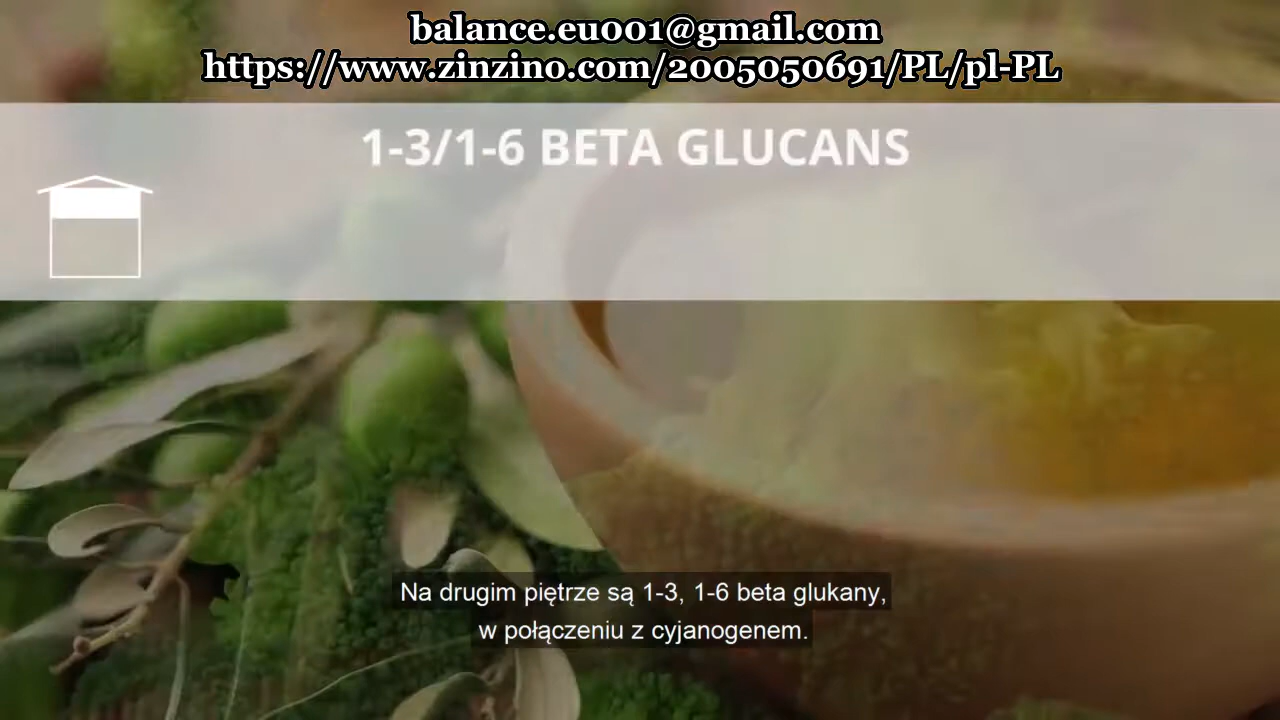 balance.eu001@gmail.com
https://www.zinzino.com/2005050691/PL/pl-PL
1-3/1-6 BETA GLUCANS
Na drugim piętrze są 1-3, 1-6 beta glukany,
w połączeniu z cyjanogenem.